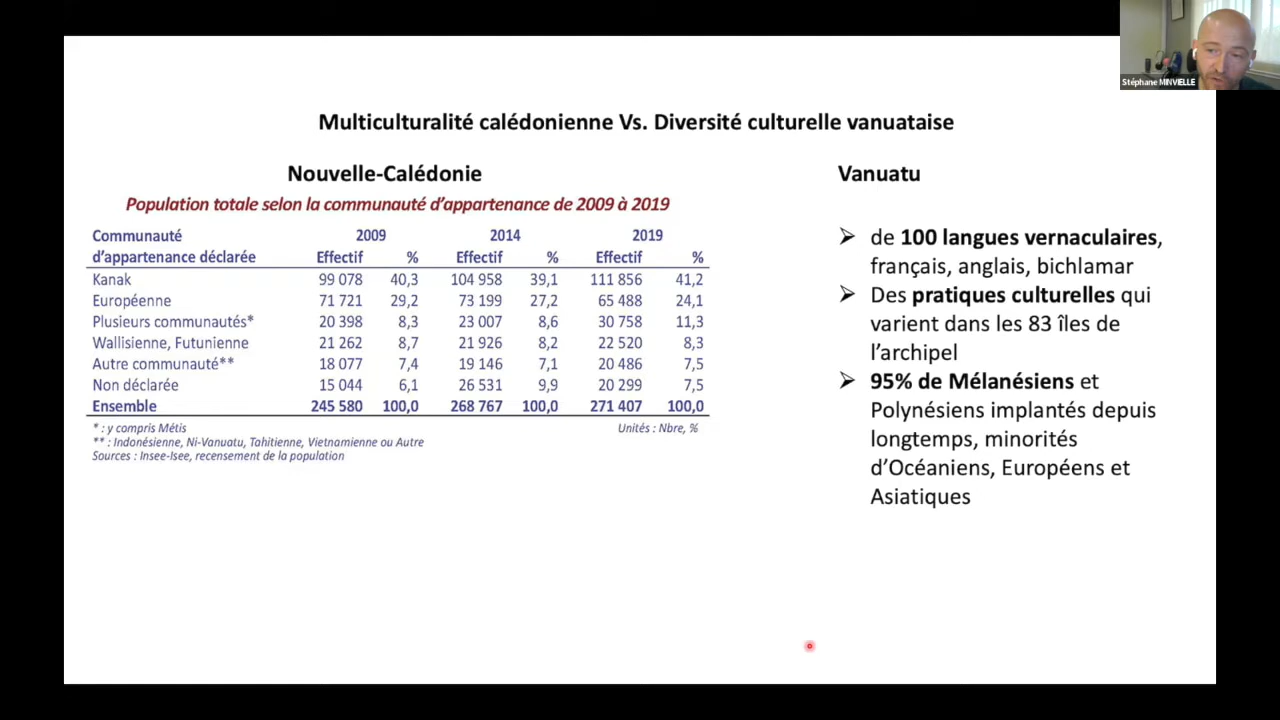 Stéphane MINVIELLE
Multiculturalité calédonienne Vs. Diversité culturelle vanuataise
Nouvelle-Calédonie
Population totale selon la communauté d'appartenance de 2009 à 2019
Communauté 2009 2014 2019
d'appartenance déclarée Effectif % Effectif % Effectif %
Kanak 99 078 40,3 104 958 39,1 111 856 41,2
Européenne 71 721 29,2 73 199 27,2 65 488 24,1
Plusieurs communautés* 20 398 8,3 23 007 8,6 30 758 11,3
Wallisienne, Futunienne 21 262 8,7 21 926 8,2 22 520 8,3
Autre communauté** 18 077 7,4 19 146 7,1 20 486 7,5
Non déclarée 15 044 6,1 26 531 9,9 20 299 7,5
Ensemble 245 580 100,0 268 767 100,0 271 407 100,0
* : y compris Métis Unités : Nbre, %
** : Indonésienne, Ni-Vanuatu, Tahitienne, Vietnamienne ou Autre
Sources : Insee-Isee, recensement de la population
Vanuatu
➢ de 100 langues vernaculaires,
français, anglais, bichlamar
➢ Des pratiques culturelles qui
varient dans les 83 îles de
l'archipel
➢ 95% de Mélanésiens et
Polynésiens implantés depuis
longtemps, minorités
d'Océaniens, Européens et
Asiatiques